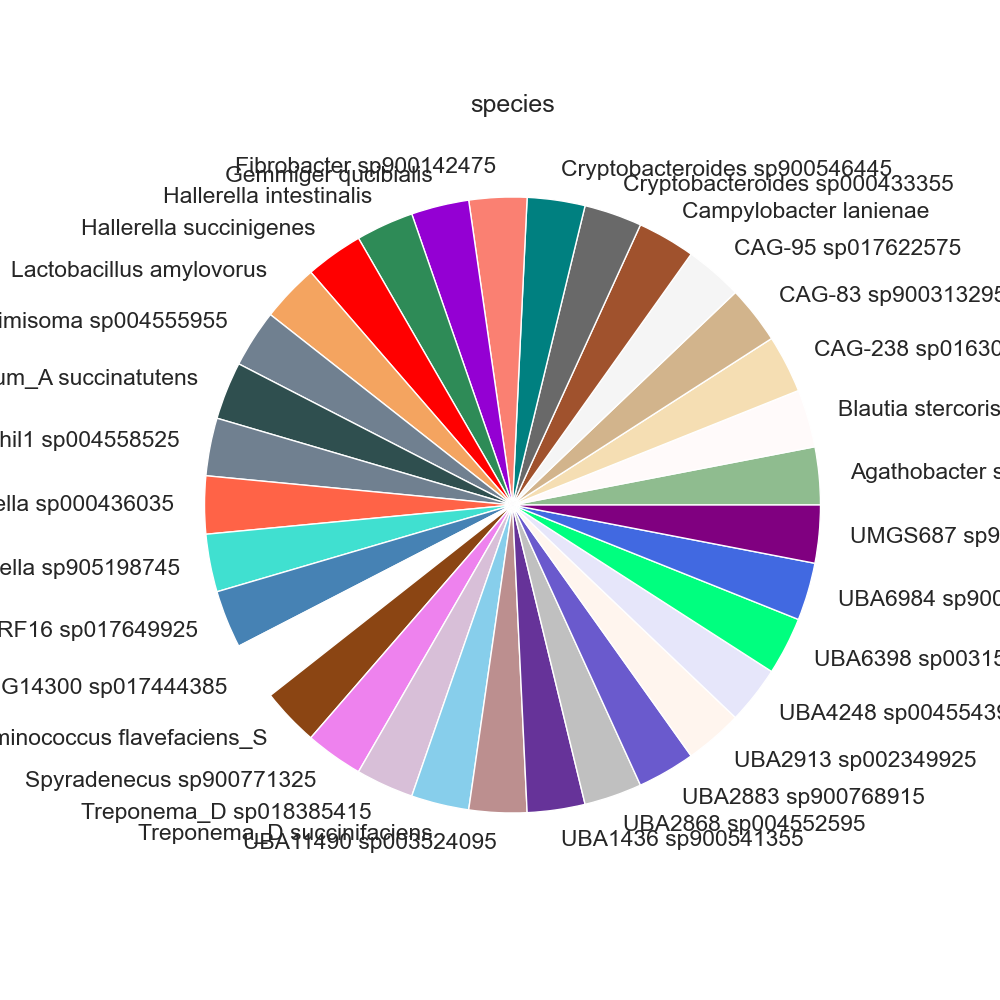 species
Fibrobacter sp900142475
Cryptobacteroides sp900546445
Gemmiger qucibialis
Cryptobacteroides sp000433355
Hallerella intestinalis
Campylobacter lanienae
Hallerella succinigenes
CAG-95 sp017622575
Lactobacillus amylovorus
CAG-83 sp900313295
imisoma sp004555955
CAG-238 sp01630
um_A succinatutens
Blautia stercoris
hil1 sp004558525
Agathobacter s
ella sp000436035
UMGS687 sp9
ella sp905198745
UBA6984 sp900
RF16 sp017649925
UBA6398 sp00315
G14300 sp017444385
UBA4248 sp00455439
minococcus flavefaciens_S
UBA2913 sp002349925
Spyradenecus sp900771325
UBA2883 sp900768915
Treponema_D sp018385415
UBA2868 sp004552595
Treponema_D succinifaciens
UBA11490 sp003524095
UBA1436 sp900541355